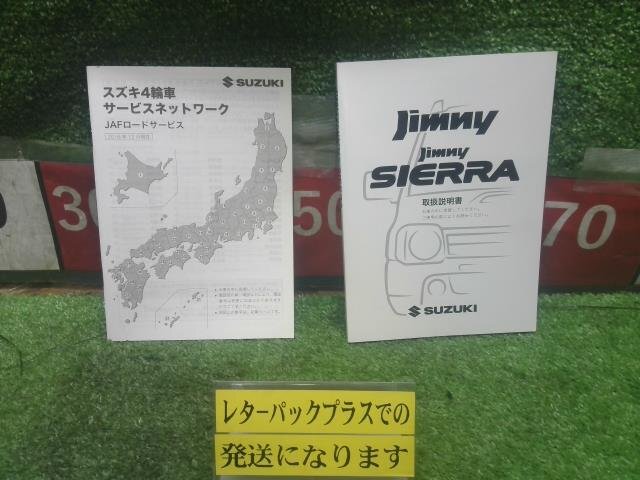 SUZUKI
スズキ4輪車
サービスネットワーク
JAFロードサービス
Jimny
Jimny
SIERRA
取扱説明書
SUZUKI
30
50
70
レターパックプラスでの
発送になります